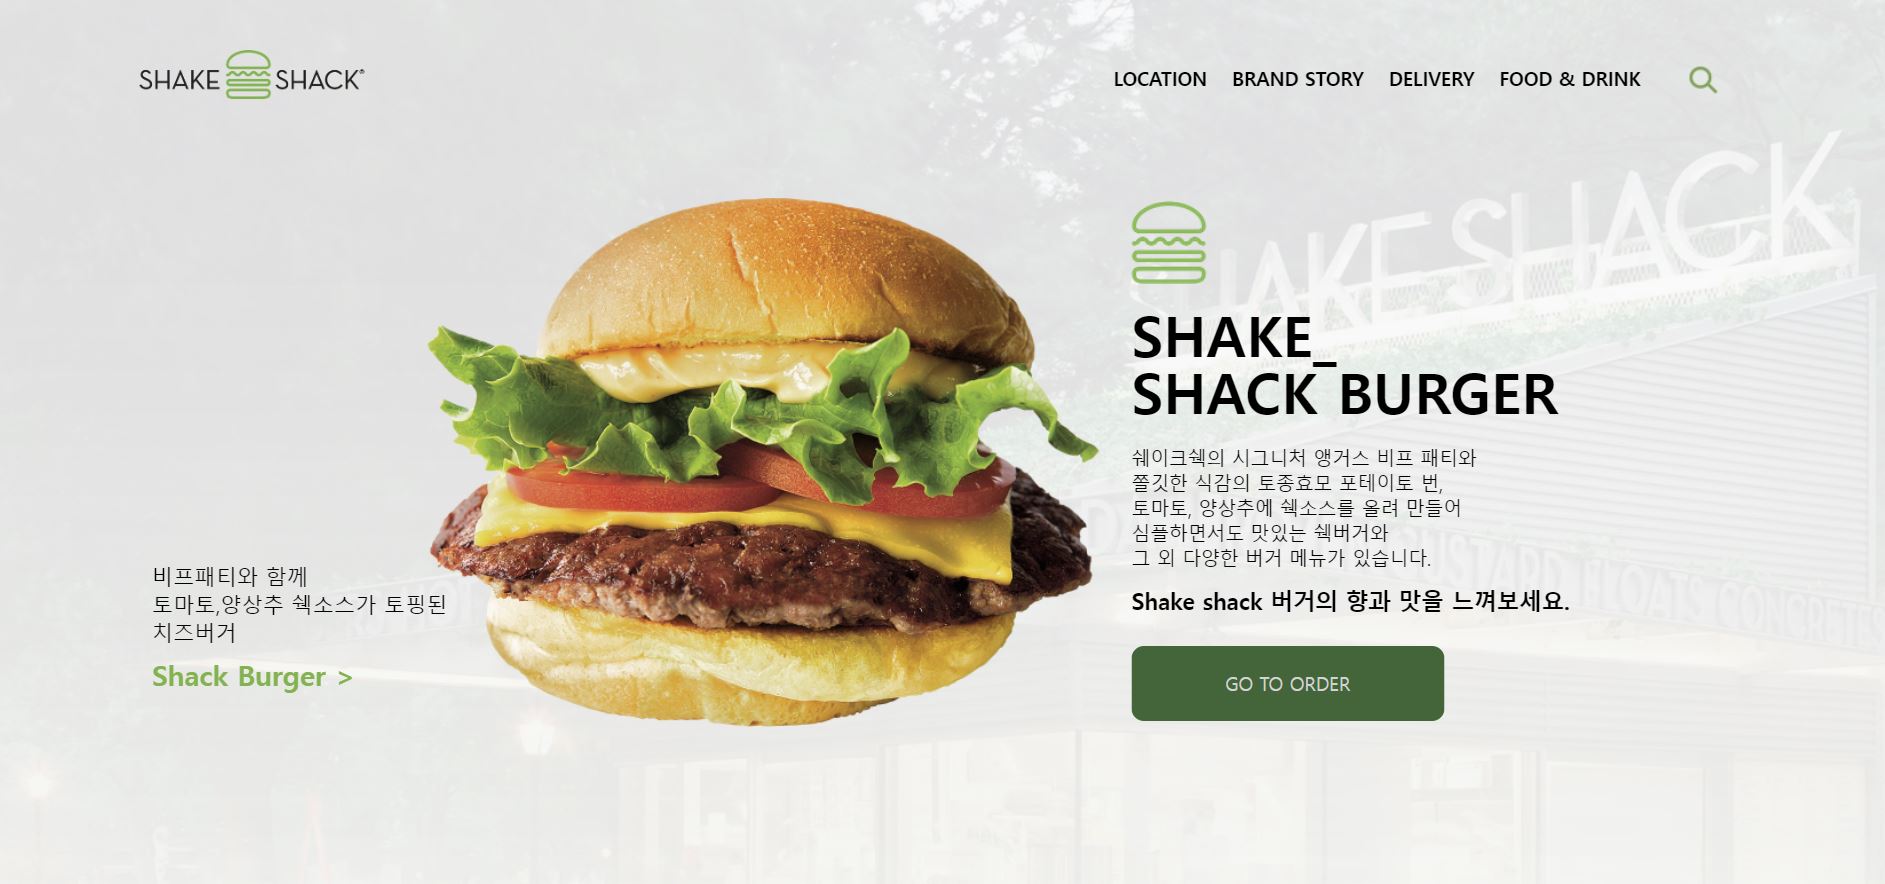 SHAKE SHACK®
LOCATION BRAND STORY DELIVERY FOOD & DRINK
SHAKE SHACK
SHAKE_
SHACK BURGER
쉐이크쉑의 시그니처 앵거스 비프 패티와
쫄깃한 식감의 토종효모 포테이토 번,
토마토, 양상추에 쉑소스를 올려 만들어
심플하면서도 맛있는 쉑버거와
그 외 다양한 버거 메뉴가 있습니다.
Shake shack 버거의 향과 맛을 느껴보세요.
GO TO ORDER
비프패티와 함께
토마토,양상추 쉑소스가 토핑된
치즈버거
Shack Burger >
CUSTARD FLOAT CONCRETES